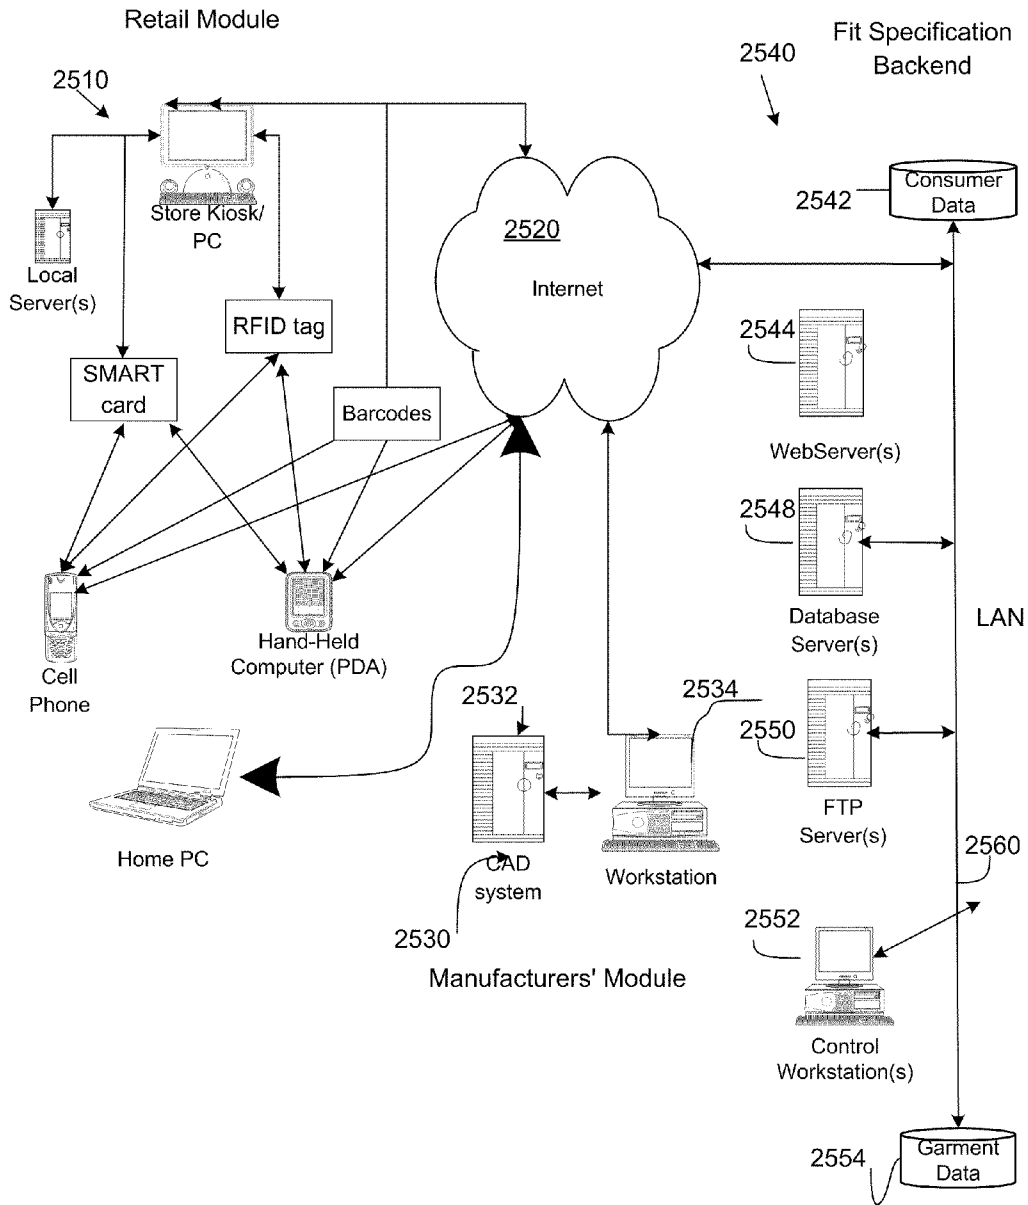 Retail Module
Fit Specification
Backend
2540
2510
Store Kiosk/
PC
Local
Server(s)
RFID tag
SMART
card
Barcodes
2520
Internet
2542
Consumer
Data
2544
WebServer(s)
2548
Database
Server(s)
LAN
Cell
Phone
Hand-Held
Computer (PDA)
2532
2534
2550
FTP
Server(s)
2560
Home PC
CAD
system
Workstation
2530
Manufacturers' Module
2552
Control
Workstation(s)
2554
Garment
Data